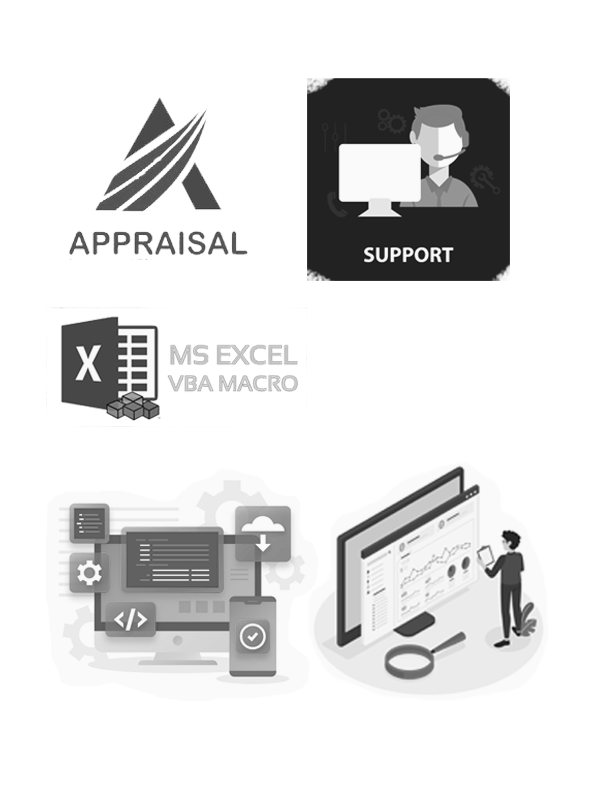 APPRAISAL
SUPPORT
X
MS EXCEL
VBA MACRO
</>